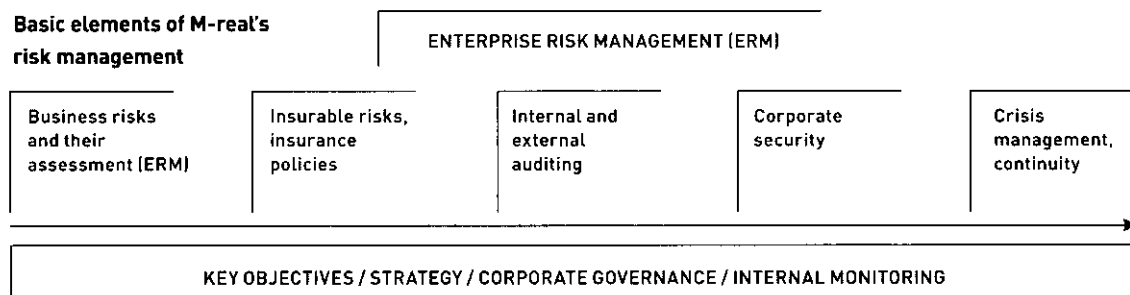 Basic elements of M-real's
risk management
ENTERPRISE RISK MANAGEMENT (ERM)
Business risks
and their
assessment (ERM)
Insurable risks,
insurance
policies
Internal and
external
auditing
Corporate
security
Crisis
management,
continuity
KEY OBJECTIVES / STRATEGY / CORPORATE GOVERNANCE / INTERNAL MONITORING